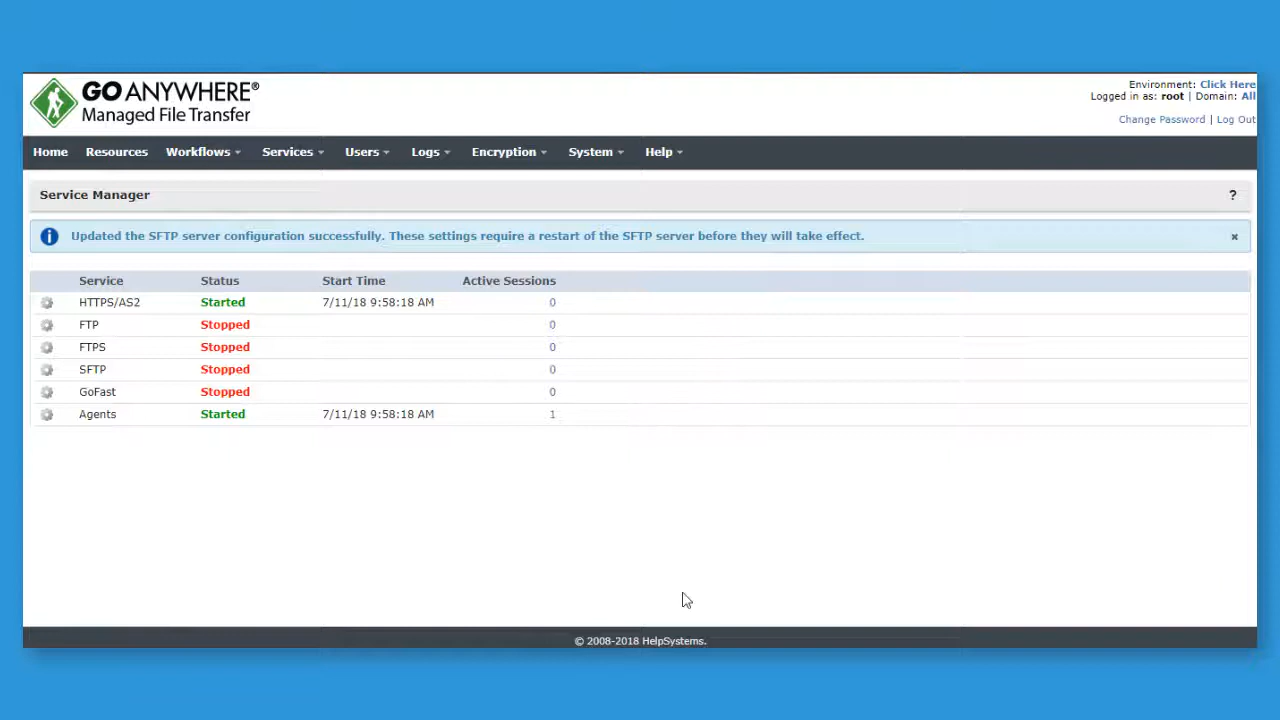 GO ANYWHERE®
Managed File Transfer
Environment: Click Here
Logged in as: root | Domain: All
Change Password | Log Out
Home Resources Workflows Services Users Logs Encryption System Help
Service Manager ?
Updated the SFTP server configuration successfully. These settings require a restart of the SFTP server before they will take effect. ×
Service Status Start Time Active Sessions
HTTPS/AS2 Started 7/11/18 9:58:18 AM 0
FTP Stopped 0
FTPS Stopped 0
SFTP Stopped 0
GoFast Stopped 0
Agents Started 7/11/18 9:58:18 AM 1
© 2008-2018 HelpSystems.